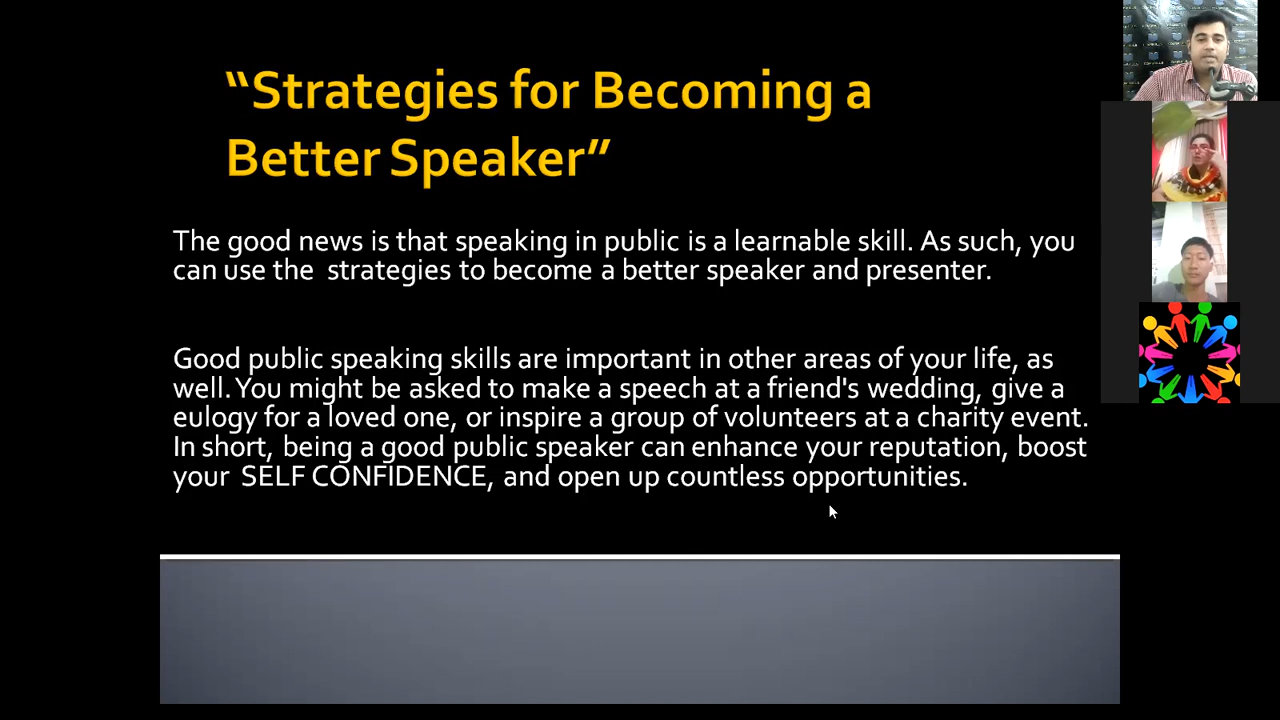 “Strategies for Becoming a
Better Speaker”
The good news is that speaking in public is a learnable skill. As such, you
can use the  strategies to become a better speaker and presenter.
Good public speaking skills are important in other areas of your life, as
well. You might be asked to make a speech at a friend's wedding, give a
eulogy for a loved one, or inspire a group of volunteers at a charity event.
In short, being a good public speaker can enhance your reputation, boost
your  SELF CONFIDENCE, and open up countless opportunities.